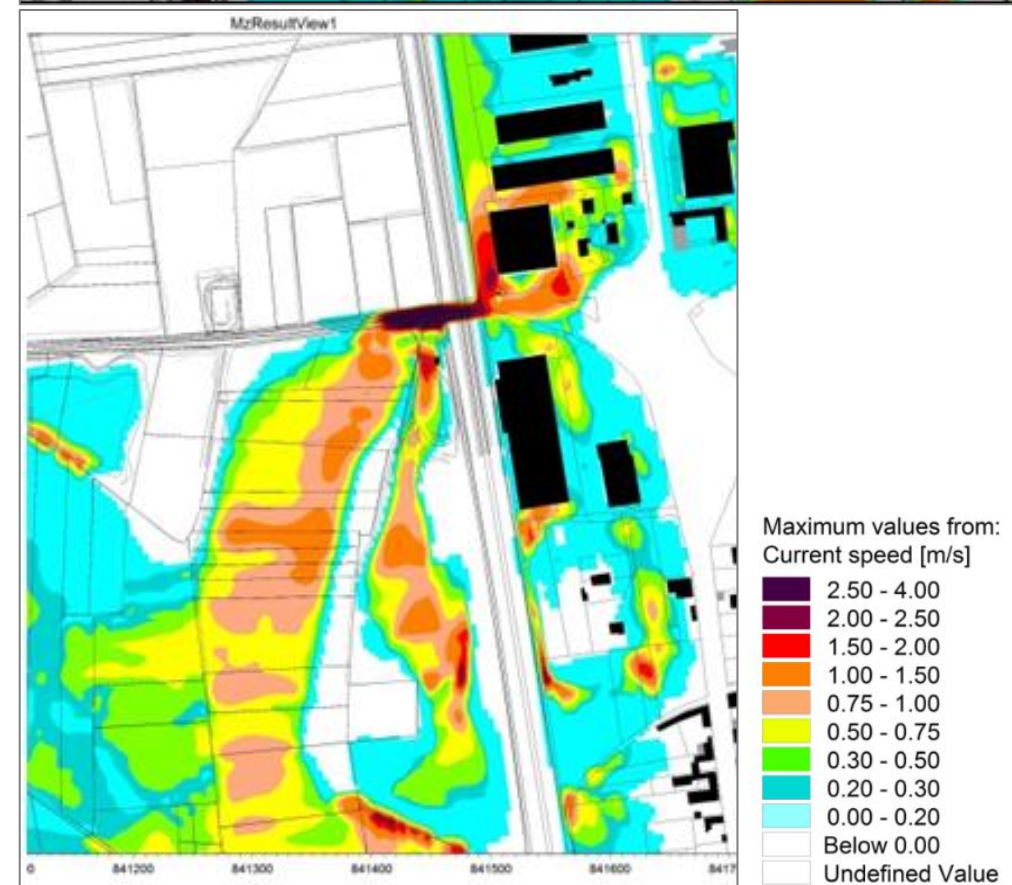 MzResultView1
Maximum values from:
Current speed [m/s]
2.50 - 4.00
2.00 - 2.50
1.50 - 2.00
1.00 - 1.50
0.75 - 1.00
0.50 - 0.75
0.30 - 0.50
0.20 - 0.30
0.00 - 0.20
Below 0.00
Undefined Value
0 841200 841300 841400 841500 841600 8417